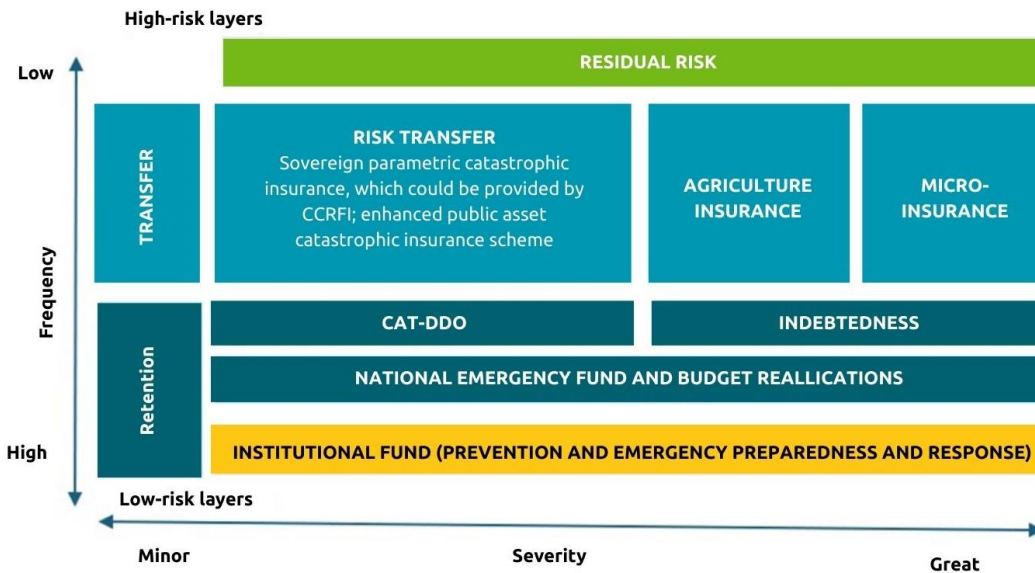 High-risk layers
Low
RESIDUAL RISK
TRANSFER
RISK TRANSFER
Sovereign parametric catastrophic
insurance, which could be provided by
CCRFI; enhanced public asset
catastrophic insurance scheme
AGRICULTURE
INSURANCE
MICRO-
INSURANCE
Frequency
Retention
CAT-DDO
INDEBTEDNESS
NATIONAL EMERGENCY FUND AND BUDGET REALLICATIONS
High
INSTITUTIONAL FUND (PREVENTION AND EMERGENCY PREPAREDNESS AND RESPONSE)
Low-risk layers
Minor
Severity
Great